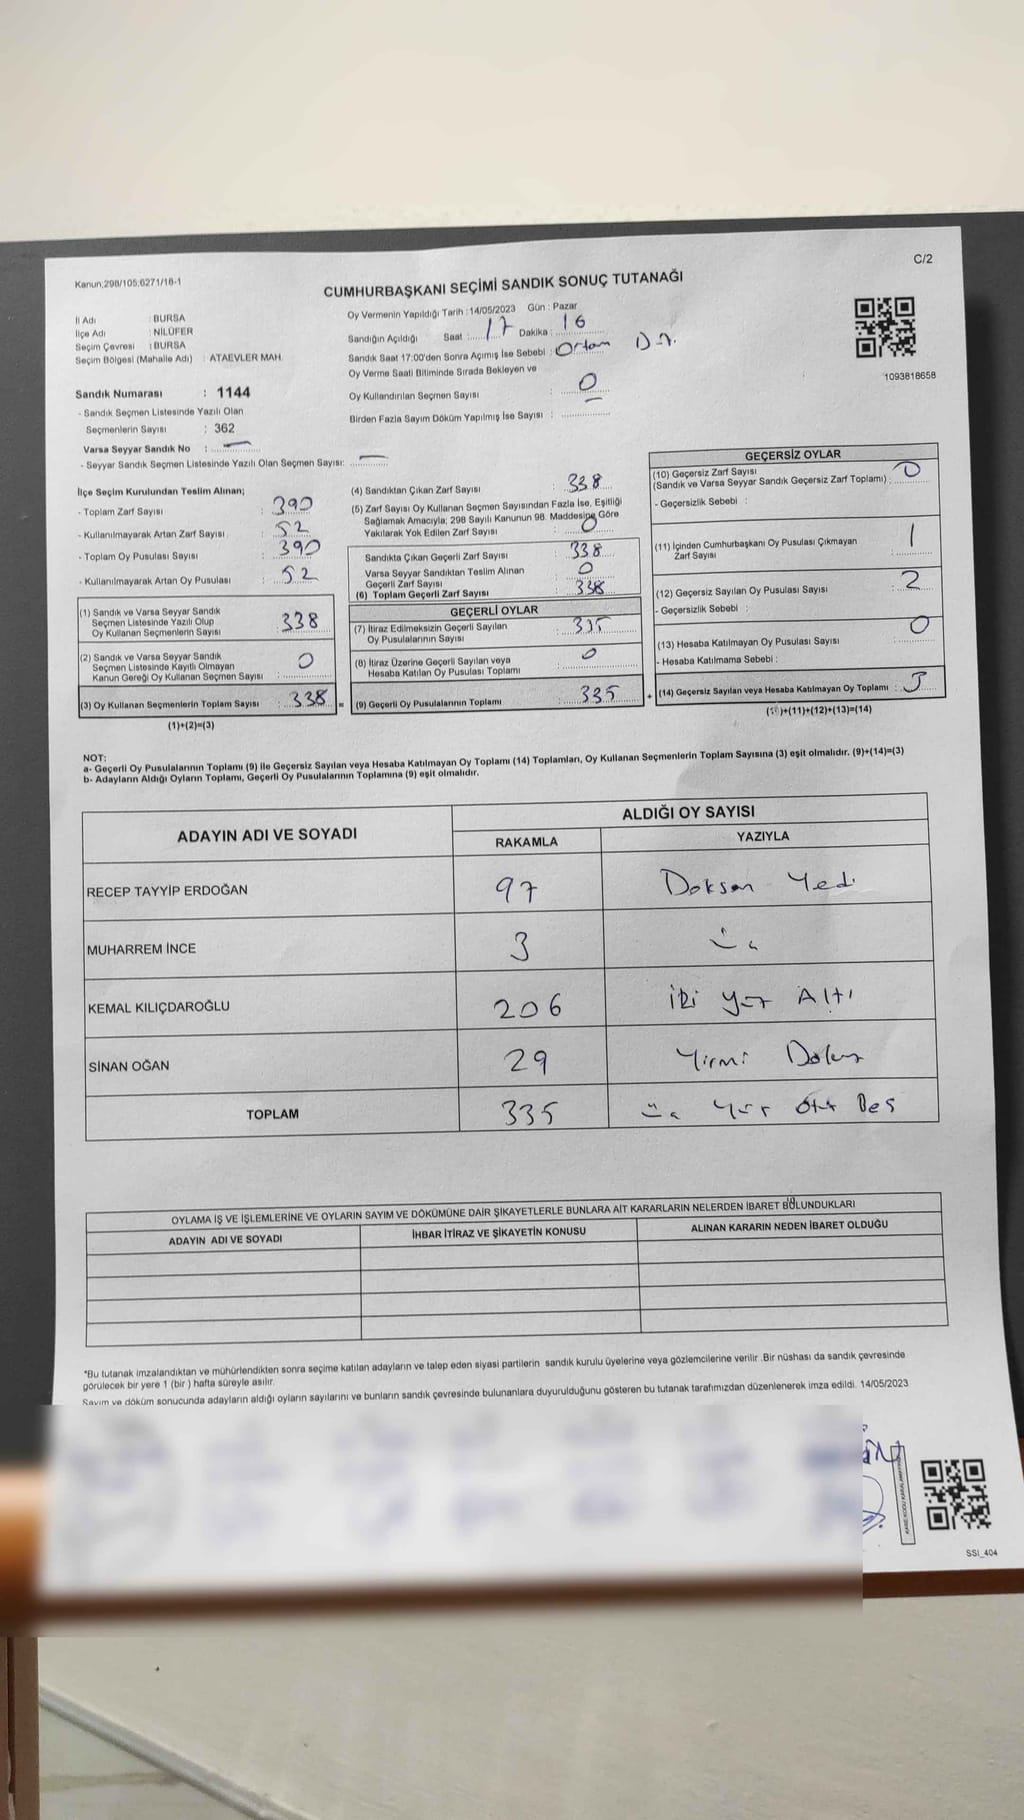 Kanun;298/105;6271/18-1
C/2
CUMHURBAŞKANI SEÇİMİ SANDIK SONUÇ TUTANAĞI
İl Adı : BURSA
İlçe Adı : NİLÜFER
Seçim Çevresi : BURSA
Seçim Bölgesi (Mahalle Adı) : ATAEVLER MAH.
Sandık Numarası : 1144
- Sandık Seçmen Listesinde Yazılı Olan
Seçmenlerin Sayısı : 362
Varsa Seyyar Sandık No :
- Seyyar Sandık Seçmen Listesinde Yazılı Olan Seçmen Sayısı:
Oy Vermenin Yapıldığı Tarih : 14/05/2023 Gün : Pazar
Sandığın Açıldığı Saat : 17 Dakika : 16
Sandık Saat 17:00'den Sonra Açımış İse Sebebi : Ortam
Oy Verme Saati Bitiminde Sırada Bekleyen ve
Oy Kullandırılan Seçmen Sayısı : 0
Birden Fazla Sayım Döküm Yapılmış İse Sayısı :
1093818658
İlçe Seçim Kurulundan Teslim Alınan;
- Toplam Zarf Sayısı : 390
- Kullanılmayarak Artan Zarf Sayısı : 52
- Toplam Oy Pusulası Sayısı : 390
- Kullanılmayarak Artan Oy Pusulası : 52
(1) Sandık ve Varsa Seyyar Sandık
Seçmen Listesinde Yazılı Olup
Oy Kullanan Seçmenlerin Sayısı : 338
(2) Sandık ve Varsa Seyyar Sandık
Seçmen Listesinde Kayıtlı Olmayan
Kanun Gereği Oy Kullanan Seçmen Sayısı : 0
(3) Oy Kullanan Seçmenlerin Toplam Sayısı : 338 =
(1)+(2)=(3)
(4) Sandıktan Çıkan Zarf Sayısı : 338
(5) Zarf Sayısı Oy Kullanan Seçmen Sayısından Fazla İse, Eşitliği
Sağlamak Amacıyla; 298 Sayılı Kanunun 98. Maddesine Göre
Yakılarak Yok Edilen Zarf Sayısı : 0
Sandıkta Çıkan Geçerli Zarf Sayısı : 338
Varsa Seyyar Sandıktan Teslim Alınan
Geçerli Zarf Sayısı : 0
(6) Toplam Geçerli Zarf Sayısı : 338
GEÇERLİ OYLAR
(7) İtiraz Edilmeksizin Geçerli Sayılan
Oy Pusulalarının Sayısı : 335
(8) İtiraz Üzerine Geçerli Sayılan veya
Hesaba Katılan Oy Pusulası Toplamı : 0
(9) Geçerli Oy Pusulalarının Toplamı : 335 +
GEÇERSİZ OYLAR
(10) Geçersiz Zarf Sayısı
(Sandık ve Varsa Seyyar Sandık Geçersiz Zarf Toplamı) : 0
- Geçersizlik Sebebi :
(11) İçinden Cumhurbaşkanı Oy Pusulası Çıkmayan
Zarf Sayısı 1
(12) Geçersiz Sayılan Oy Pusulası Sayısı : 2
- Geçersizlik Sebebi :
(13) Hesaba Katılmayan Oy Pusulası Sayısı : 0
- Hesaba Katılmama Sebebi :
(14) Geçersiz Sayılan veya Hesaba Katılmayan Oy Toplamı : 3
(10)+(11)+(12)+(13)=(14)
NOT:
a- Geçerli Oy Pusulalarının Toplamı (9) ile Geçersiz Sayılan veya Hesaba Katılmayan Oy Toplamı (14) Toplamları, Oy Kullanan Seçmenlerin Toplam Sayısına (3) eşit olmalıdır. (9)+(14)=(3)
b- Adayların Aldığı Oyların Toplamı, Geçerli Oy Pusulalarının Toplamına (9) eşit olmalıdır.
ADAYIN ADI VE SOYADI
ALDIĞI OY SAYISI
RAKAMLA YAZIYLA
RECEP TAYYİP ERDOĞAN 97 Doksan Yedi
MUHARREM İNCE 3 üç
KEMAL KILIÇDAROĞLU 206 İki yüz Altı
SİNAN OĞAN 29 Yirmi Dokuz
TOPLAM 335 üç Yüz Otuz Beş
OYLAMA İŞ VE İŞLEMLERİNE VE OYLARIN SAYIM VE DÖKÜMÜNE DAİR ŞİKAYETLERLE BUNLARA AİT KARARLARIN NELERDEN İBARET BULUNDUKLARI
ADAYIN ADI VE SOYADI İHBAR İTİRAZ VE ŞİKAYETİN KONUSU ALINAN KARARIN NEDEN İBARET OLDUĞU
*Bu tutanak imzalandıktan ve mühürlendikten sonra seçime katılan adayların ve talep eden siyasi partilerin sandık kurulu üyelerine veya gözlemcilerine verilir .Bir nüshası da sandık çevresinde
görülecek bir yere 1 (bir ) hafta süreyle asılır.
Sayım ve döküm sonucunda adayların aldığı oyların sayılarını ve bunların sandık çevresinde bulunanlara duyurulduğunu gösteren bu tutanak tarafımızdan düzenlenerek imza edildi. 14/05/2023
SSI_404